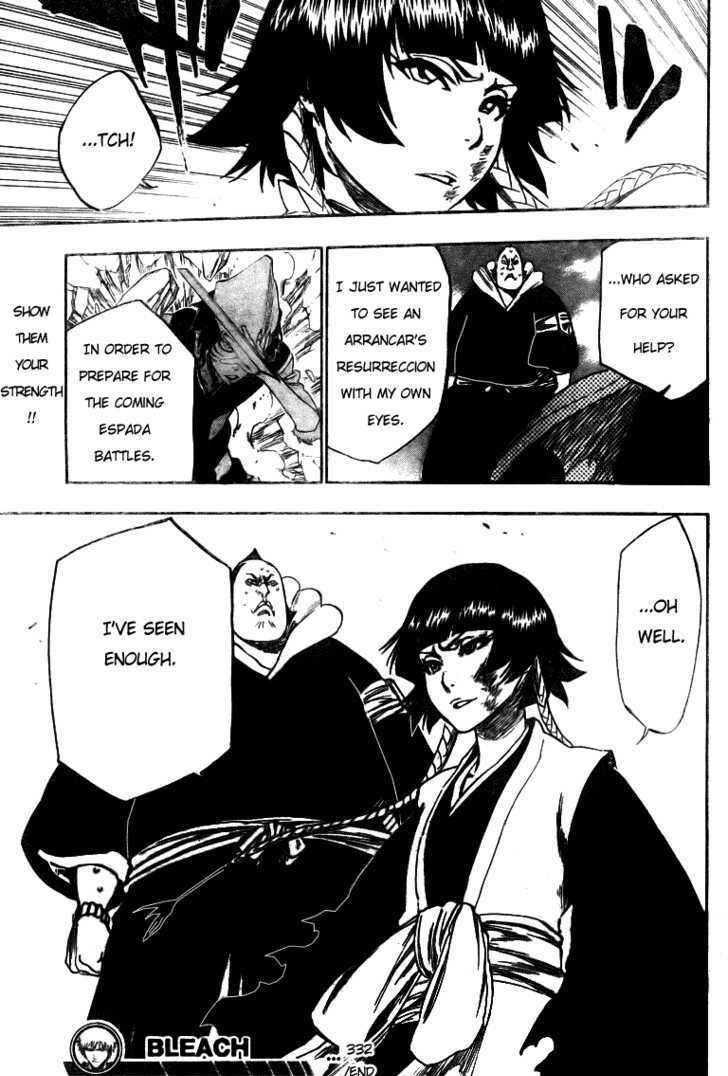 ...TCH!
...WHO ASKED
FOR YOUR
HELP?
I JUST WANTED
TO SEE AN
ARRANCAR'S
RESURRECCION
WITH MY OWN
EYES.
IN ORDER TO
PREPARE FOR
THE COMING
ESPADA
BATTLES.
SHOW
THEM
YOUR
STRENGTH
!!
...OH
WELL.
I'VE SEEN
ENOUGH.
BLEACH
332
...
/END